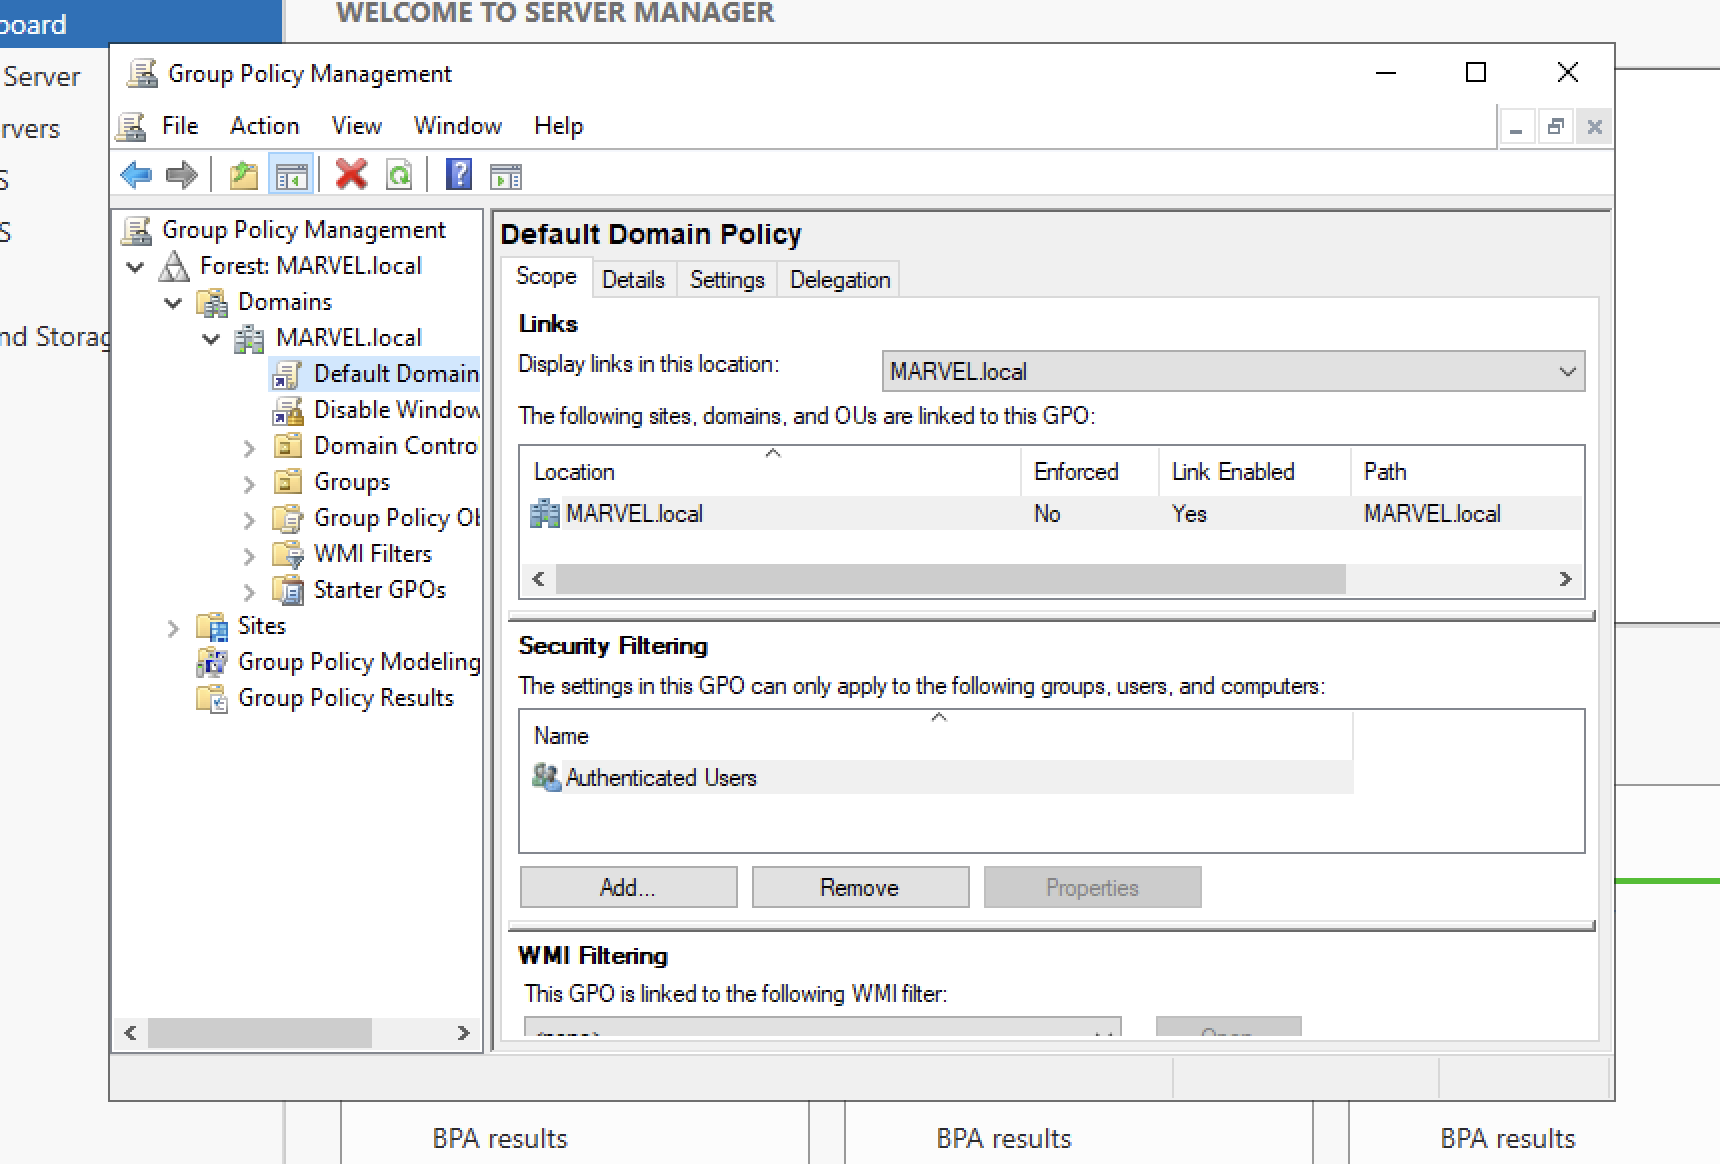 WELCOME TO SERVER MANAGER
board
Server
rvers
S
S
nd Storag
Group Policy Management
File Action View Window Help
Group Policy Management
Forest: MARVEL.local
Domains
MARVEL.local
Default Domain
Disable Window
Domain Contro
Groups
Group Policy Ob
WMI Filters
Starter GPOs
Sites
Group Policy Modeling
Group Policy Results
Default Domain Policy
Scope Details Settings Delegation
Links
Display links in this location: MARVEL.local
The following sites, domains, and OUs are linked to this GPO:
Location Enforced Link Enabled Path
MARVEL.local No Yes MARVEL.local
Security Filtering
The settings in this GPO can only apply to the following groups, users, and computers:
Name
Authenticated Users
Add... Remove Properties
WMI Filtering
This GPO is linked to the following WMI filter:
<none> Open
BPA results BPA results BPA results